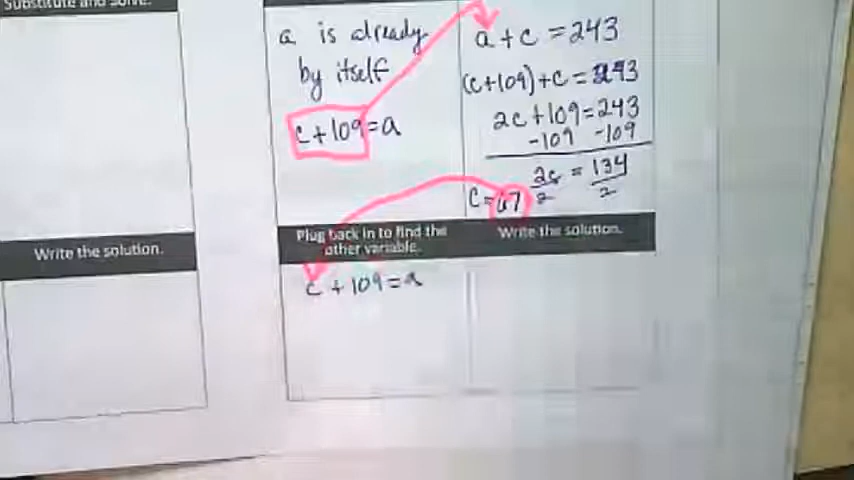 Substitute and solve.
Write the solution.
a is already
by itself
c+109=a
a+c=243
(c+109)+c=243
2c+109=243
-109 -109
2c = 134
2 2
c=67
Plug back in to find the
other variable.
Write the solution.
c+109=a